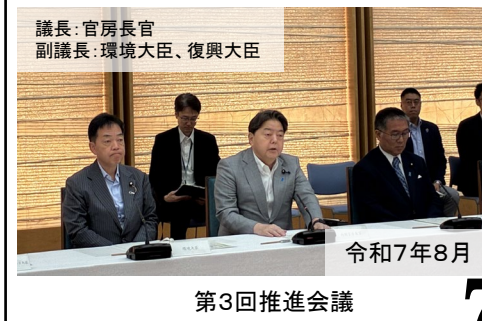 議長：官房長官
副議長：環境大臣、復興大臣
令和7年8月
第3回推進会議
7